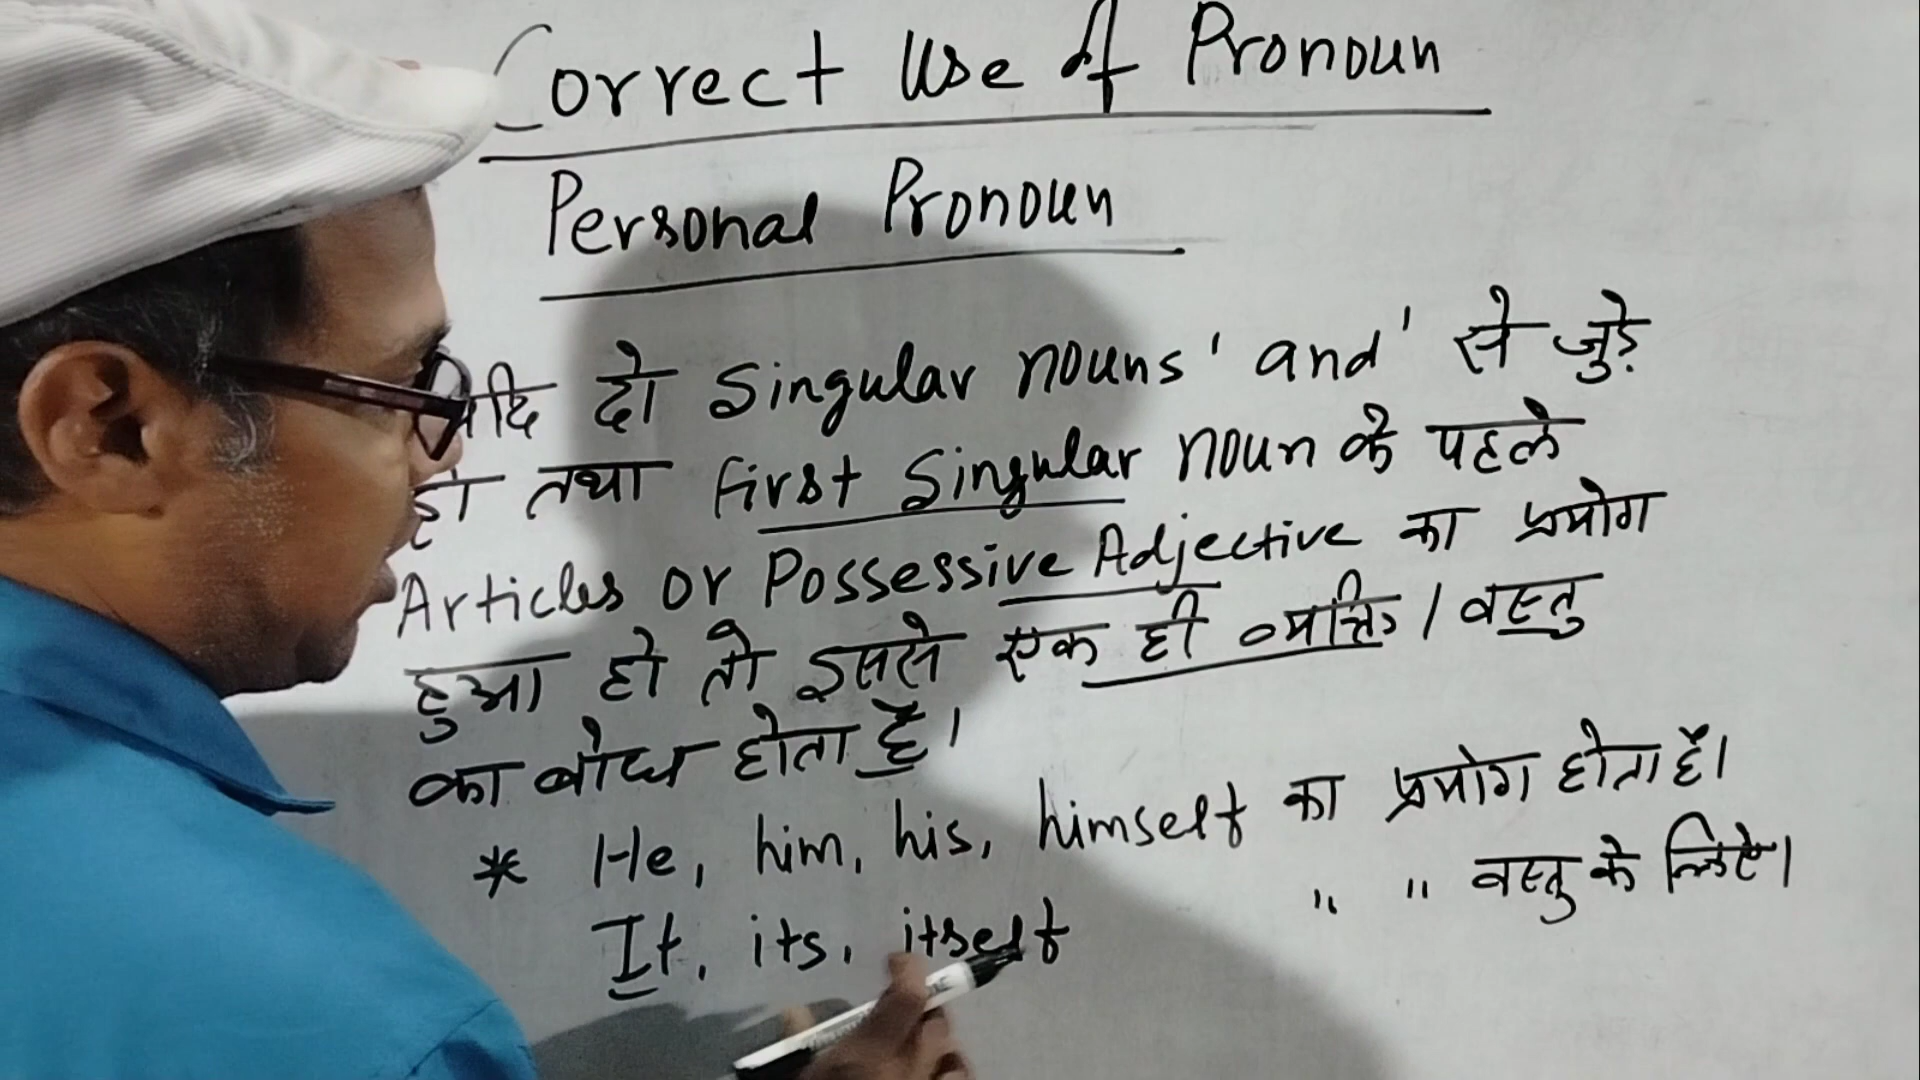 Correct Use of Pronoun
Personal Pronoun
यदि दो Singular nouns 'and' से जुड़े
हो तथा first Singular noun के पहले
Articles or Possessive Adjective का प्रयोग
हुआ हो तो इससे एक ही व्यक्ति / वस्तु
का बोध होता है।
* He, him, his, himself का प्रयोग होता है।
It, its, itself " " वस्तु के लिए।